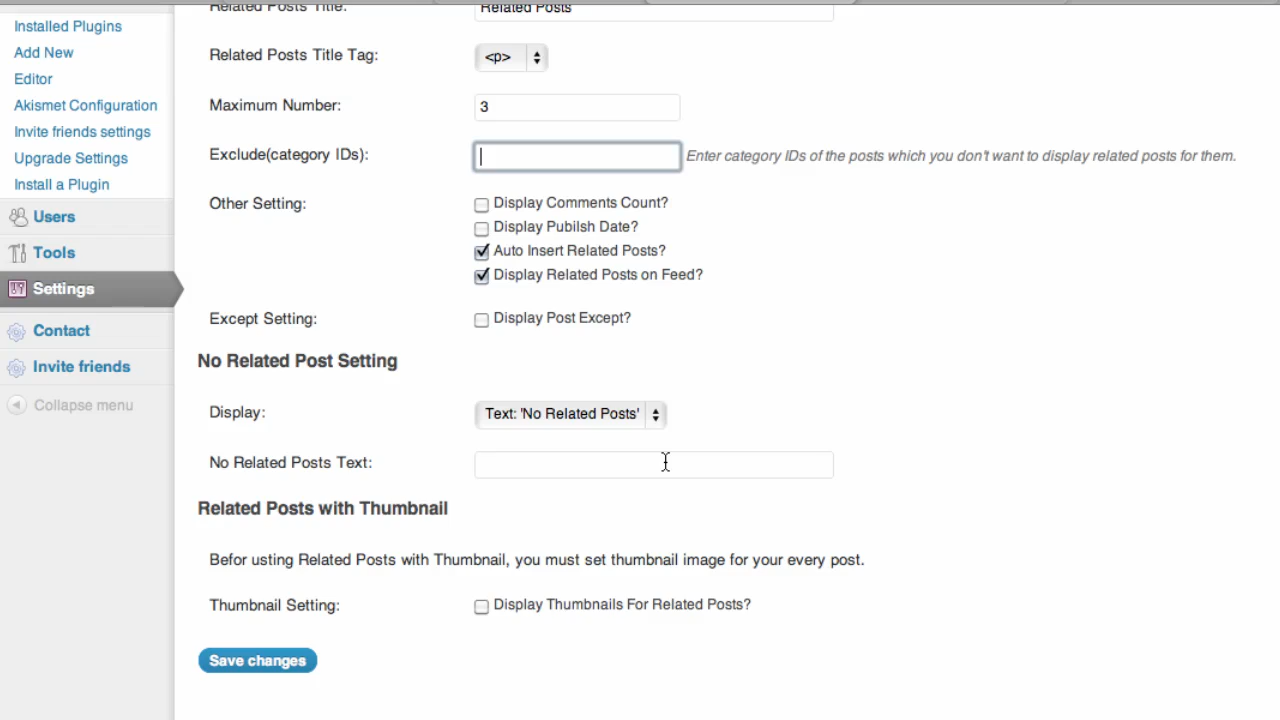 Related Posts Title: Related Posts
Installed Plugins
Add New
Editor
Akismet Configuration
Invite friends settings
Upgrade Settings
Install a Plugin
Users
Tools
Settings
Contact
Invite friends
Collapse menu
Related Posts Title Tag: <p>
Maximum Number: 3
Exclude(category IDs): Enter category IDs of the posts which you don't want to display related posts for them.
Other Setting: Display Comments Count?
Display Publilsh Date?
Auto Insert Related Posts?
Display Related Posts on Feed?
Except Setting: Display Post Except?
No Related Post Setting
Display: Text: 'No Related Posts'
No Related Posts Text:
Related Posts with Thumbnail
Befor usting Related Posts with Thumbnail, you must set thumbnail image for your every post.
Thumbnail Setting: Display Thumbnails For Related Posts?
Save changes